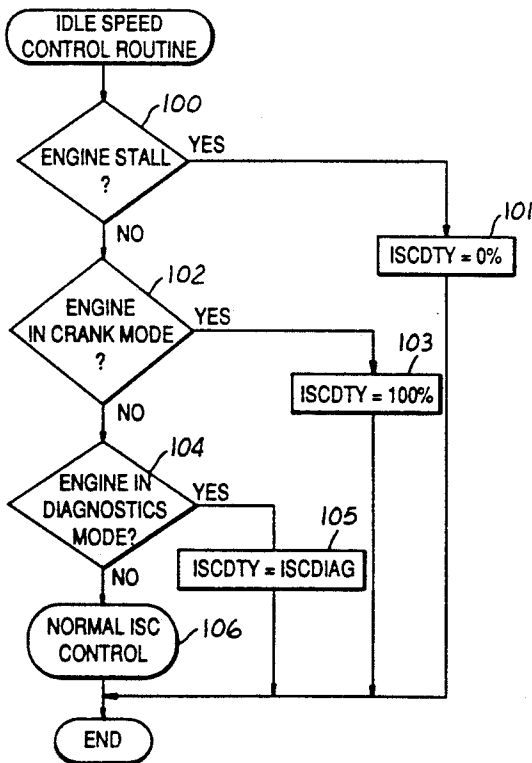 IDLE SPEED
CONTROL ROUTINE
100
ENGINE STALL
?
YES
101
ISCDTY = 0%
NO
102
ENGINE
IN CRANK MODE
?
YES
103
ISCDTY = 100%
NO
104
ENGINE IN
DIAGNOSTICS
MODE?
YES
105
ISCDTY = ISCDIAG
NO
NORMAL ISC
CONTROL
106
END